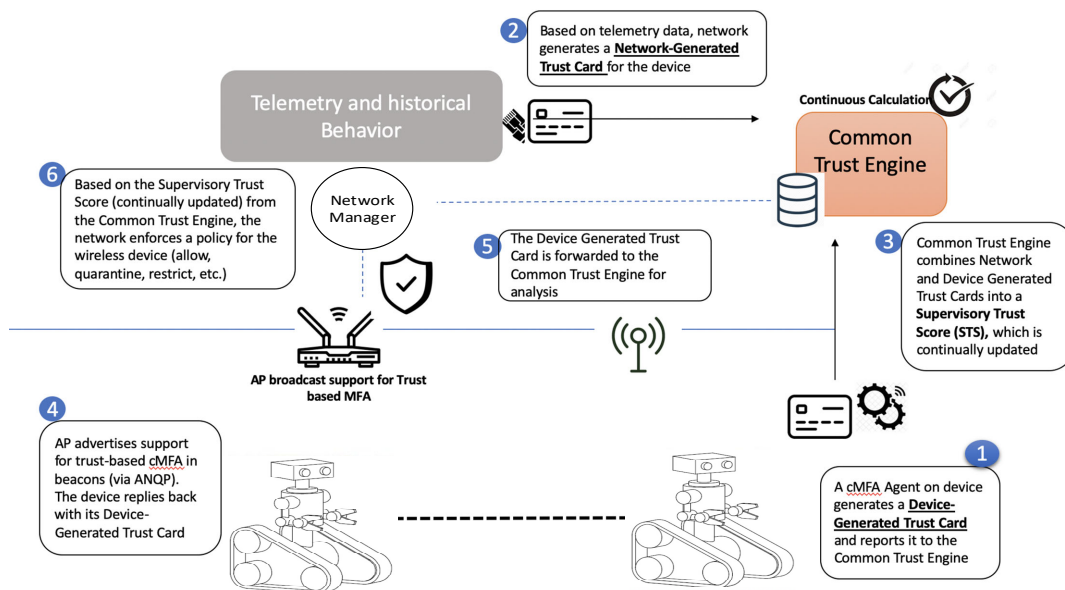 2
Based on telemetry data, network
generates a Network-Generated
Trust Card for the device
Telemetry and historical
Behavior
Continuous Calculation
Common
Trust Engine
6
Based on the Supervisory Trust
Score (continually updated) from
the Common Trust Engine, the
network enforces a policy for the
wireless device (allow,
quarantine, restrict, etc.)
Network
Manager
5
The Device Generated Trust
Card is forwarded to the
Common Trust Engine for
analysis
3
Common Trust Engine
combines Network
and Device Generated
Trust Cards into a
Supervisory Trust
Score (STS), which is
continually updated
AP broadcast support for Trust
based MFA
4
AP advertises support
for trust-based cMFA in
beacons (via ANQP).
The device replies back
with its Device-
Generated Trust Card
1
A cMFA Agent on device
generates a Device-
Generated Trust Card
and reports it to the
Common Trust Engine